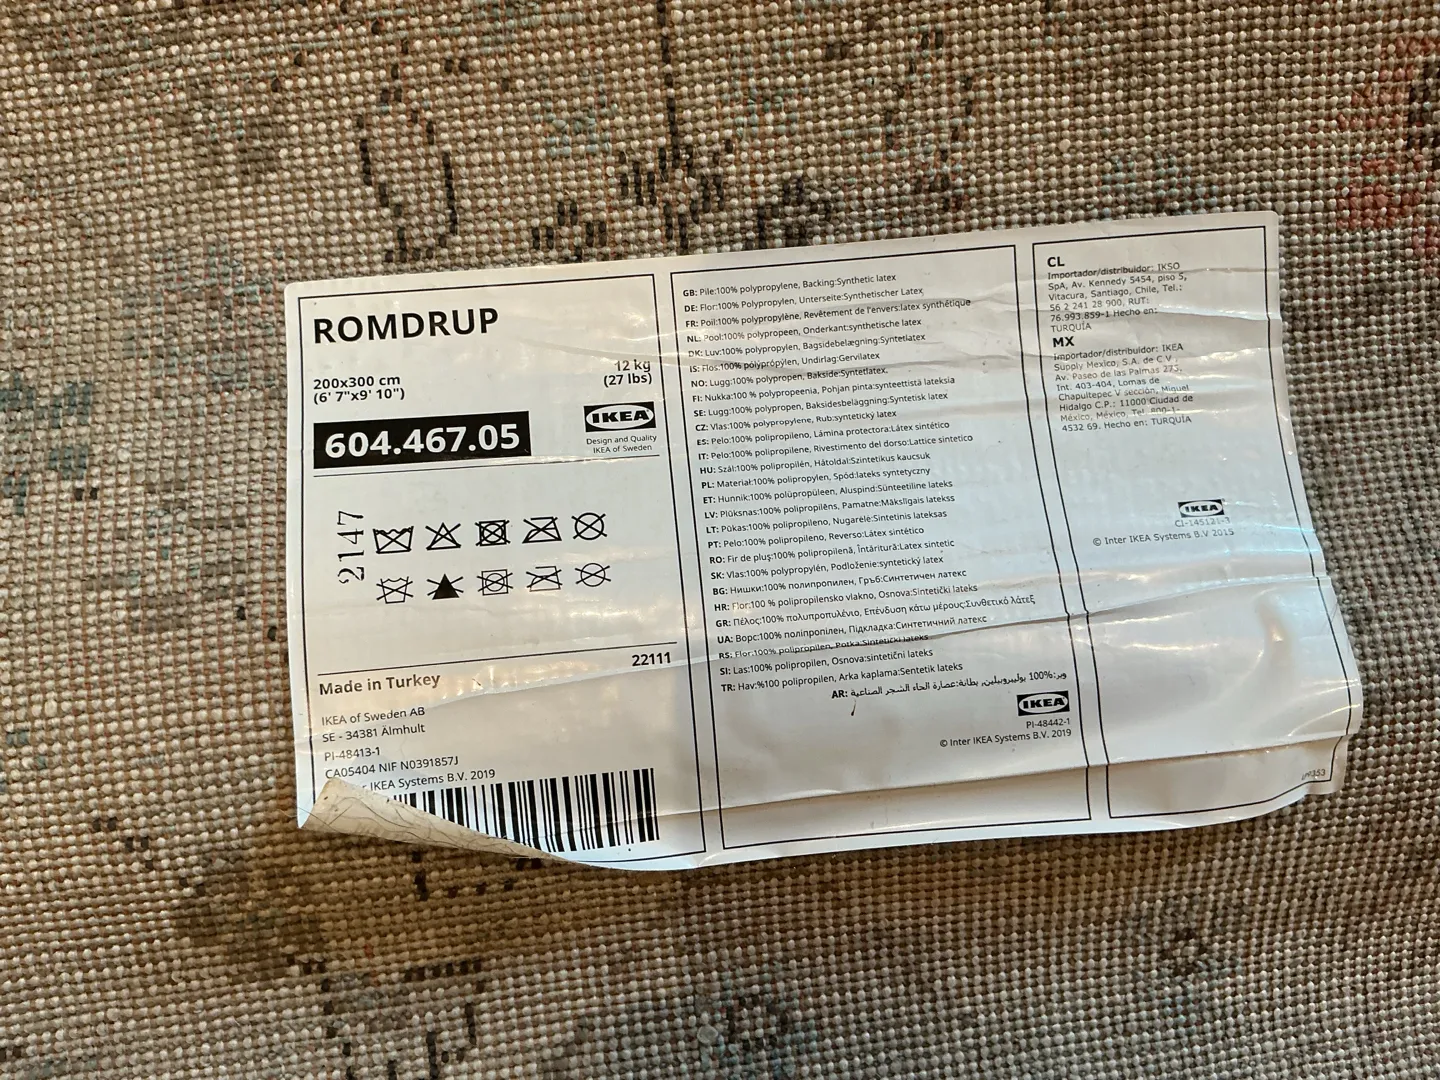 ROMDRUP
200x300 cm
(6' 7"x9' 10")
12 kg
(27 lbs)
604.467.05
IKEA
Design and Quality
IKEA of Sweden
2147
22111
Made in Turkey
IKEA of Sweden AB
SE - 34381 Älmhult
PI-48413-1
CA05404 NIF N0391857J
IKEA Systems B.V. 2019
GB: Pile:100% polypropylene, Backing:Synthetic latex
DE: Flor:100% Polypropylen, Unterseite:Synthetischer Latex
FR: Poil:100% polypropylène, Revêtement de l'envers:latex synthétique
NL: Pool:100% polypropeen, Onderkant:synthetische latex
DK: Luv:100% polypropylen, Bagsidebelægning:Syntetlatex
IS: Flos:100% pólýprópýlen, Undirlag:Gervilatex
NO: Lugg:100% polypropen, Bakside:Syntetlatex.
FI: Nukka:100 % polypropeenia, Pohjan pinta:synteettistä lateksia
SE: Lugg:100% polypropen, Baksidesbeläggning:Syntetisk latex
CZ: Vlas:100% polypropylene, Rub:syntetický latex
ES: Pelo:100% polipropileno, Lámina protectora:Látex sintético
IT: Pelo:100% polipropilene, Rivestimento del dorso:Lattice sintetico
HU: Szál:100% polipropilén, Hátoldal:Szintetikus kaucsuk
PL: Materiał:100% polipropylen, Spód:lateks syntetyczny
ET: Hunnik:100% polüpropüleen, Aluspind:Sünteetiline lateks
LV: Plūksnas:100% polipropilēns, Pamatne:Mākslīgais latekss
LT: Pūkas:100% polipropileno, Nugarėlė:Sintetinis lateksas
PT: Pelo:100% polipropileno, Reverso:Látex sintético
RO: Fir de pluş:100% polipropilenă, Întăritură:Latex sintetic
SK: Vlas:100% polypropylén, Podloženie:syntetický latex
BG: Нишки:100% полипропилен, Гръб:Синтетичен латекс
HR: Flor:100 % polipropilensko vlakno, Osnova:Sintetički lateks
GR: Πέλος:100% πολυπροπυλένιο, Επένδυση κάτω μέρους:Συνθετικό λάτεξ
UA: Ворс:100% поліпропілен, Підкладка:Синтетичний латекс
RS: Flor:100% polipropilen, Potka:Sintetički lateks
SI: Las:100% polipropilen, Osnova:sintetični lateks
TR: Hav:%100 polipropilen, Arka kaplama:Sentetik lateks
AR: وبر:100% بوليبروبيلين، بطانة:عصارة لحاء الشجر الصناعية
IKEA
PI-48442-1
© Inter IKEA Systems B.V. 2019
CL
Importador/distribuidor: IKSO
SpA, Av. Kennedy 5454, piso 5,
Vitacura, Santiago, Chile, Tel.:
56 2 241 28 900, RUT:
76.993.859-1 Hecho en:
TURQUÍA
MX
Importador/distribuidor: IKEA
Supply Mexico, S.A. de C.V.,
Av. Paseo de las Palmas 275,
Int. 403-404, Lomas de
Chapultepec V sección, Miguel
Hidalgo C.P.: 11000 Ciudad de
México, México, Tel. 800-1-
4532 69. Hecho en: TURQUÍA
IKEA
CI-145121-3
© Inter IKEA Systems B.V 2015